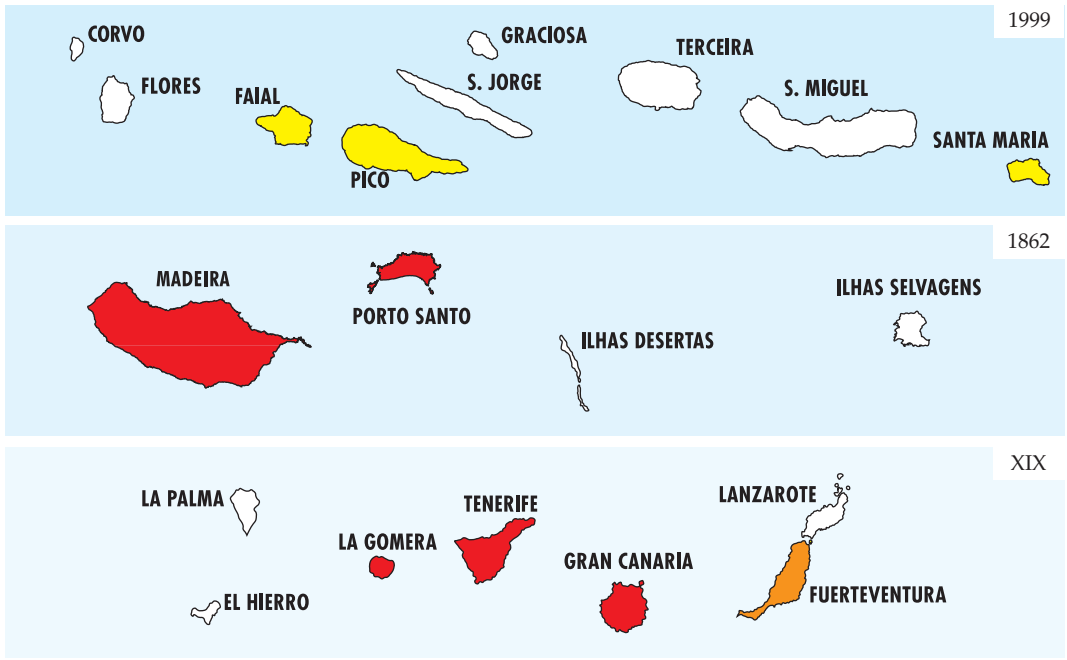 1999
CORVO
FLORES
FAIAL
PICO
GRACIOSA
S. JORGE
TERCEIRA
S. MIGUEL
SANTA MARIA
1862
MADEIRA
PORTO SANTO
ILHAS DESERTAS
ILHAS SELVAGENS
XIX
LA PALMA
EL HIERRO
LA GOMERA
TENERIFE
GRAN CANARIA
LANZAROTE
FUERTEVENTURA